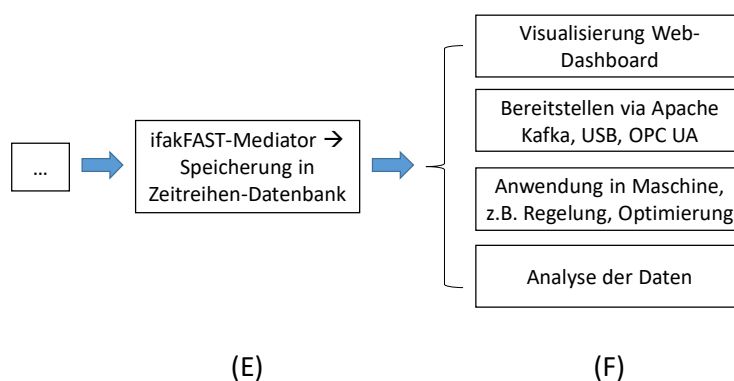 ...
ifakFAST-Mediator →
Speicherung in
Zeitreihen-Datenbank
Visualisierung Web-
Dashboard
Bereitstellen via Apache
Kafka, USB, OPC UA
Anwendung in Maschine,
z.B. Regelung, Optimierung
Analyse der Daten
(E)
(F)